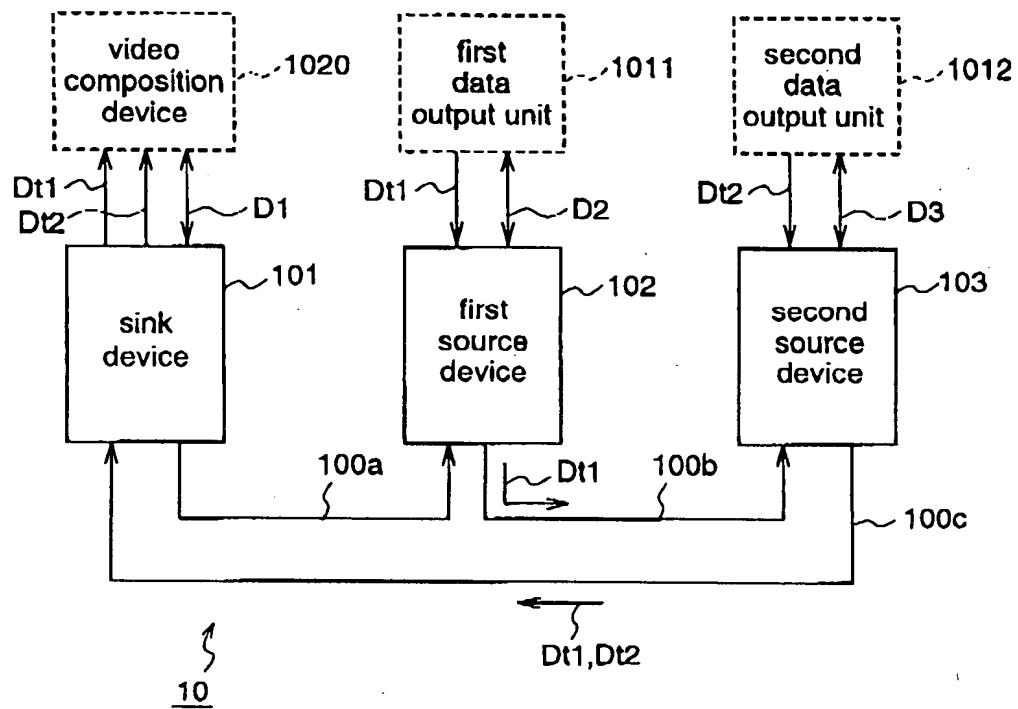 video
composition
device
1020
first
data
output unit
1011
second
data
output unit
1012
Dt1
Dt2
D1
Dt1
D2
Dt2
D3
sink
device
101
first
source
device
102
second
source
device
103
100a
Dt1
100b
100c
Dt1,Dt2
10